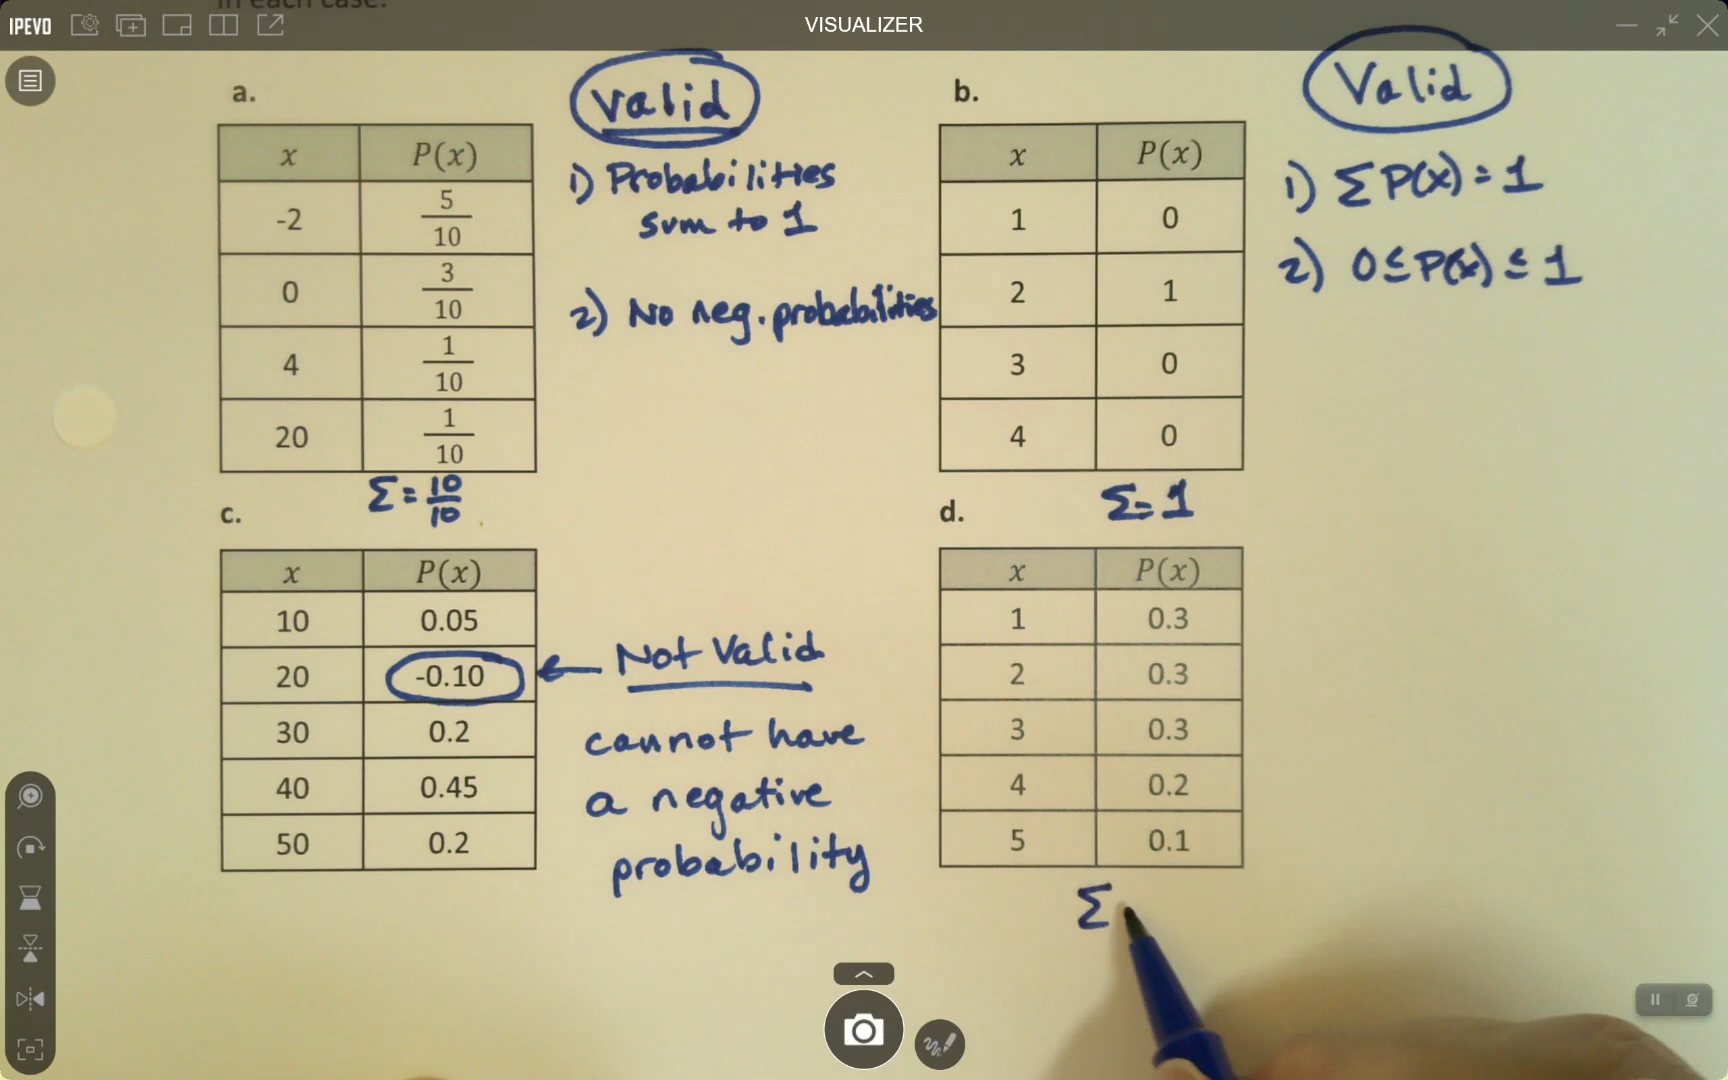 in each case.
IPEVO
VISUALIZER
a.
valid
x P(x)
-2 5/10
0 3/10
4 1/10
20 1/10
Σ = 10/10
1) Probabilities
sum to 1
2) No neg. probabilities
b.
Valid
x P(x)
1 0
2 1
3 0
4 0
Σ = 1
1) Σ P(x) = 1
2) 0 ≤ P(x) ≤ 1
c.
x P(x)
10 0.05
20 -0.10
30 0.2
40 0.45
50 0.2
Not Valid
cannot have
a negative
probability
d.
x P(x)
1 0.3
2 0.3
3 0.3
4 0.2
5 0.1
Σ